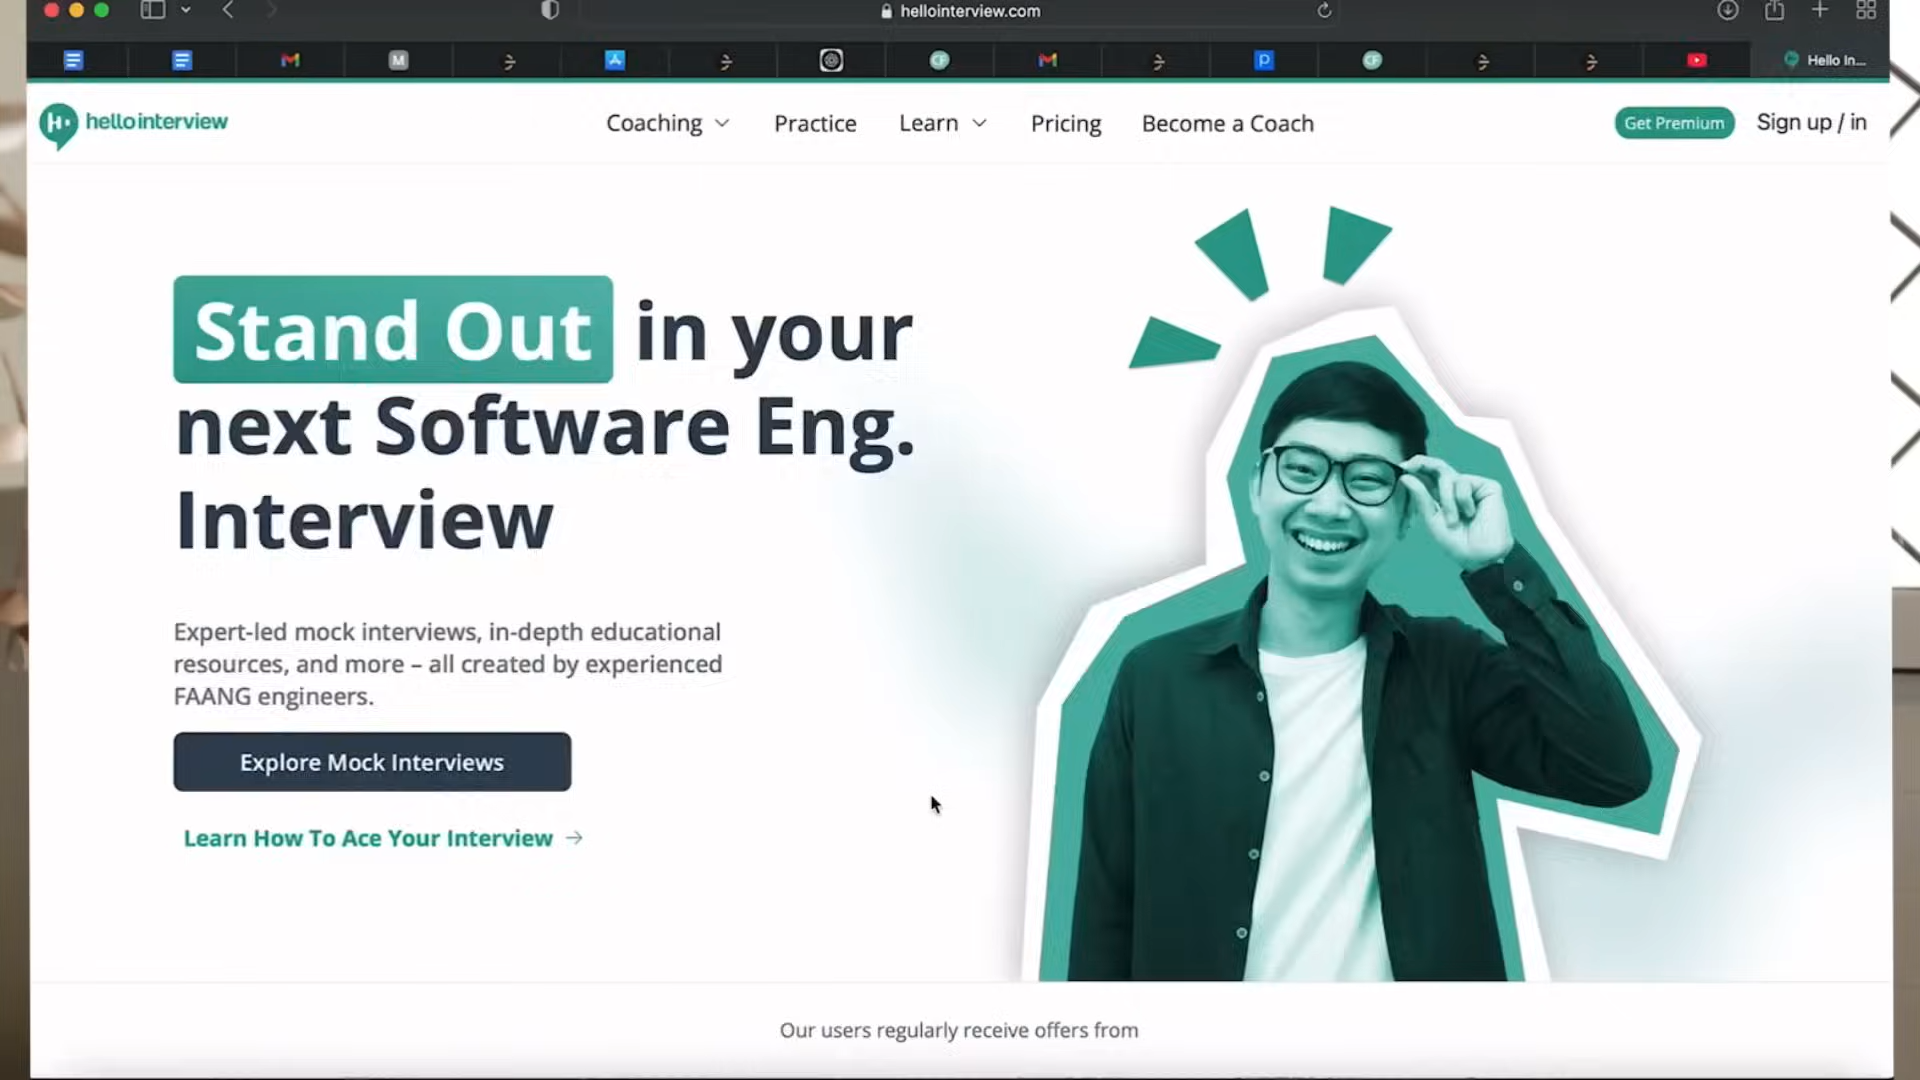 hellointerview.com
M
P
Hello In...
H
hellointerview
Coaching
Practice
Learn
Pricing
Become a Coach
Get Premium
Sign up / in
Stand Out in your
next Software Eng.
Interview
Expert-led mock interviews, in-depth educational
resources, and more – all created by experienced
FAANG engineers.
Explore Mock Interviews
Learn How To Ace Your Interview →
Our users regularly receive offers from